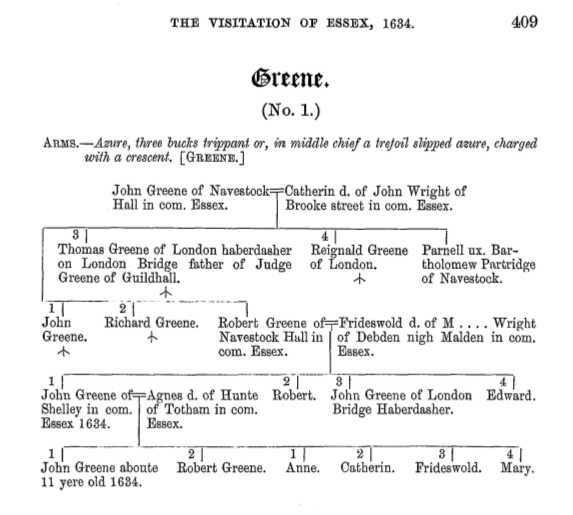 THE VISITATION OF ESSEX, 1634. 409
Greene.
(No. 1.)
ARMS.—Azure, three bucks trippant or, in middle chief a trefoil slipped azure, charged
with a crescent. [GREENE.]
John Greene of Navestock=Catherin d. of John Wright of
Hall in com. Essex. Brooke street in com. Essex.
3 4
Thomas Greene of London haberdasher Reignald Greene Parnell ux. Bar-
on London Bridge father of Judge of London. tholomew Partridge
Greene of Guildhall. of Navestock.
1 2
John Richard Greene. Robert Greene of=Frideswold d. of M . . . . Wright
Greene. Navestock Hall in of Debden nigh Malden in com.
com. Essex. Essex.
1 2 3 4
John Greene of=Agnes d. of Hunte Robert. John Greene of London Edward.
Shelley in com. of Totham in com. Bridge Haberdasher.
Essex 1634. Essex.
1 2 1 2 3 4
John Greene aboute Robert Greene. Anne. Catherin. Frideswold. Mary.
11 yere old 1634.